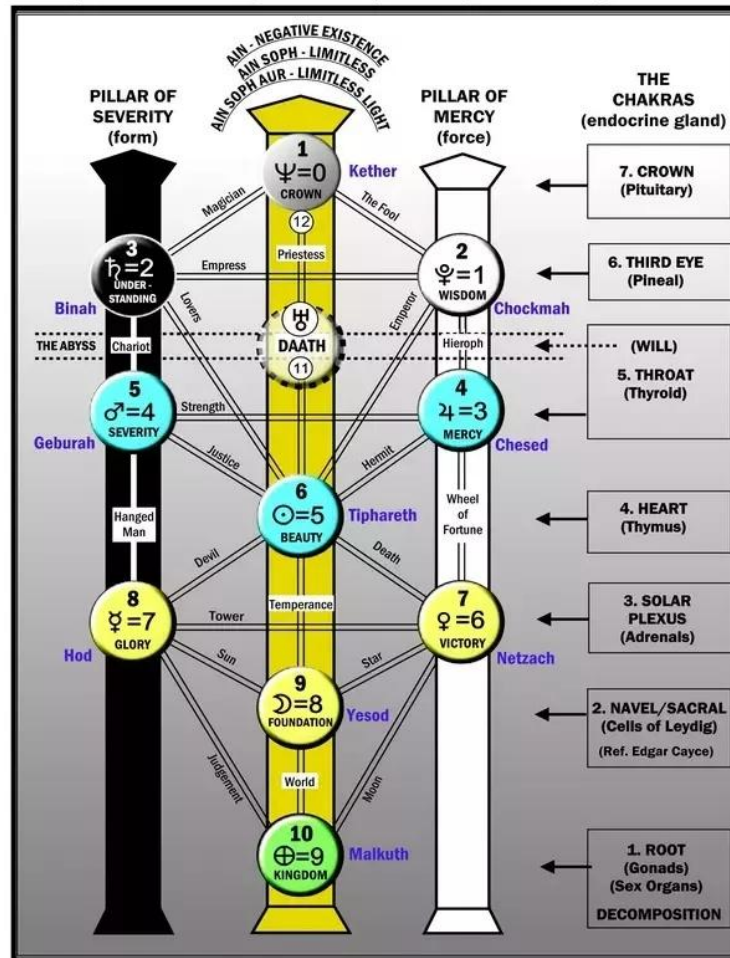 AIN - NEGATIVE EXISTENCE
AIN SOPH - LIMITLESS
AIN SOPH AUR - LIMITLESS LIGHT
PILLAR OF
SEVERITY
(form)
PILLAR OF
MERCY
(force)
THE
CHAKRAS
(endocrine gland)
1
♆=0
CROWN
Kether
7. CROWN
(Pituitary)
Magician
The Fool
12
Priestess
3
♄=2
UNDER-
STANDING
Binah
Empress
2
♇=1
WISDOM
Chockmah
6. THIRD EYE
(Pineal)
Lovers
Emperor
THE ABYSS
Chariot
♅
DAATH
11
Hieroph
(WILL)
5. THROAT
(Thyroid)
5
♂=4
SEVERITY
Geburah
Strength
4
♃=3
MERCY
Chesed
Justice
Hermit
6
☉=5
BEAUTY
Tiphareth
Hanged
Man
Wheel
of
Fortune
4. HEART
(Thymus)
Devil
Death
8
☿=7
GLORY
Hod
Tower
Temperance
7
♀=6
VICTORY
Netzach
3. SOLAR
PLEXUS
(Adrenals)
Sun
Star
9
☽=8
FOUNDATION
Yesod
2. NAVEL/SACRAL
(Cells of Leydig)
(Ref. Edgar Cayce)
Judgement
World
Moon
10
⊕=9
KINGDOM
Malkuth
1. ROOT
(Gonads)
(Sex Organs)
DECOMPOSITION